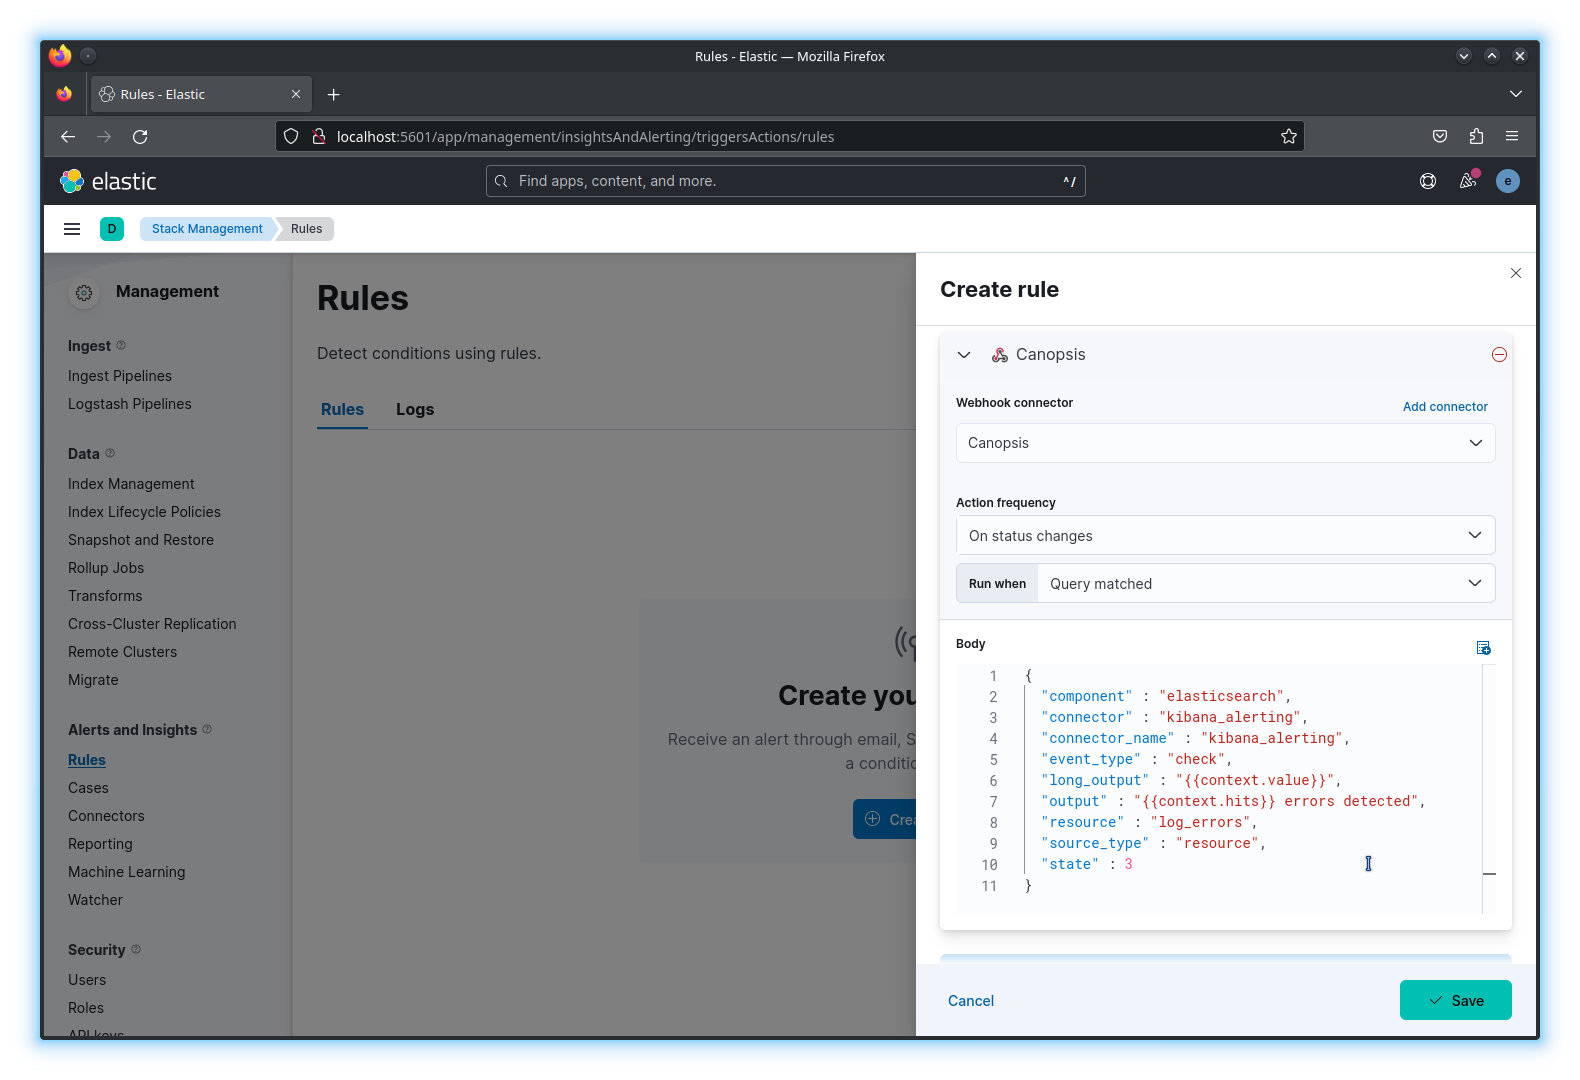 Rules - Elastic — Mozilla Firefox
Rules - Elastic
localhost:5601/app/management/insightsAndAlerting/triggersActions/rules
elastic
Find apps, content, and more.
^/
e
D
Stack Management
Rules
Management
Ingest
Ingest Pipelines
Logstash Pipelines
Data
Index Management
Index Lifecycle Policies
Snapshot and Restore
Rollup Jobs
Transforms
Cross-Cluster Replication
Remote Clusters
Migrate
Alerts and Insights
Rules
Cases
Connectors
Reporting
Machine Learning
Watcher
Security
Users
Roles
API keys
Rules
Detect conditions using rules.
Rules Logs
Create you
Receive an alert through email, S
a conditio
Crea
Create rule
Canopsis
Webhook connector
Add connector
Canopsis
Action frequency
On status changes
Run when Query matched
Body
1 {
2 "component" : "elasticsearch",
3 "connector" : "kibana_alerting",
4 "connector_name" : "kibana_alerting",
5 "event_type" : "check",
6 "long_output" : "{{context.value}}",
7 "output" : "{{context.hits}} errors detected",
8 "resource" : "log_errors",
9 "source_type" : "resource",
10 "state" : 3
11 }
Cancel
Save